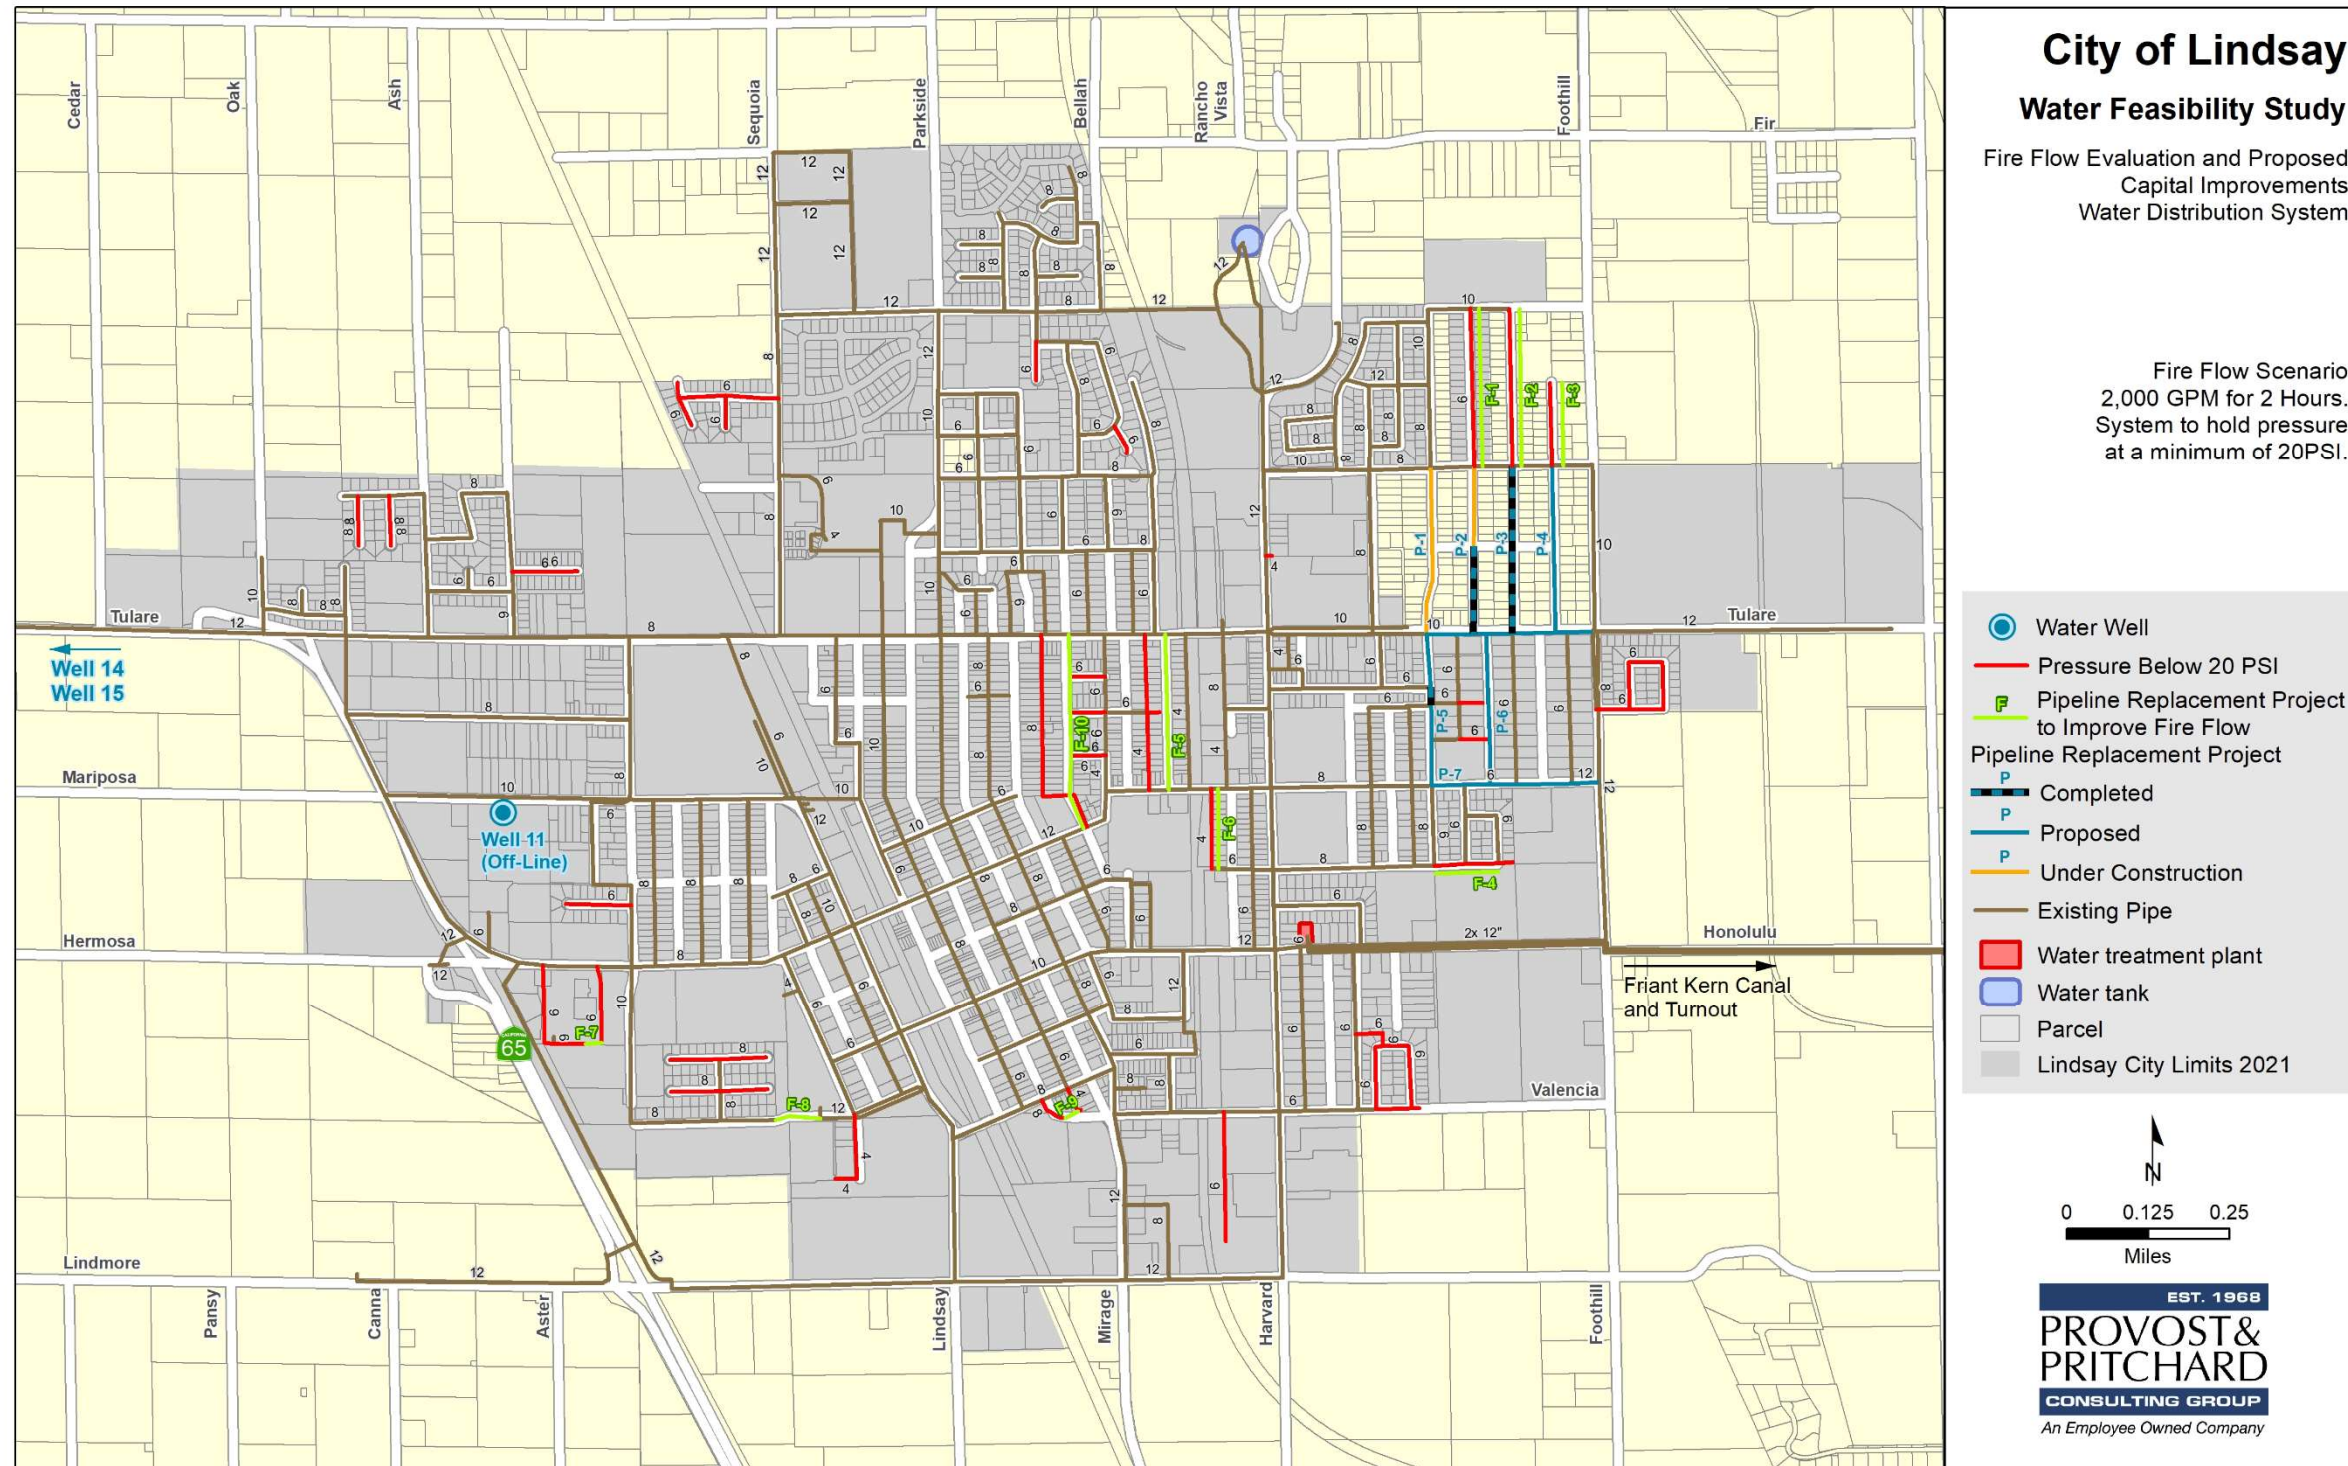 City of Lindsay
Water Feasibility Study
Fire Flow Evaluation and Proposed
Capital Improvements
Water Distribution System
Fire Flow Scenario
2,000 GPM for 2 Hours.
System to hold pressure
at a minimum of 20PSI.
Water Well
Pressure Below 20 PSI
F
Pipeline Replacement Project
to Improve Fire Flow
Pipeline Replacement Project
P
Completed
P
Proposed
P
Under Construction
Existing Pipe
Water treatment plant
Water tank
Parcel
Lindsay City Limits 2021
N
0 0.125 0.25
Miles
EST. 1968
PROVOST&
PRITCHARD
CONSULTING GROUP
An Employee Owned Company
Cedar
Oak
Ash
Sequoia
Parkside
Bellah
Rancho
Vista
Foothill
Fir
F-1
F-2
F-3
P-1
P-2
P-3
P-4
Tulare
Tulare
Well 14
Well 15
F-10
F-5
P-5
P-6
P-7
Mariposa
Well 11
(Off-Line)
F-6
F-4
Hermosa
2x 12"
Honolulu
Friant Kern Canal
and Turnout
CALIFORNIA
65
F-7
F-8
F-9
Valencia
Lindmore
Pansy
Canna
Aster
Lindsay
Mirage
Harvard
Foothill